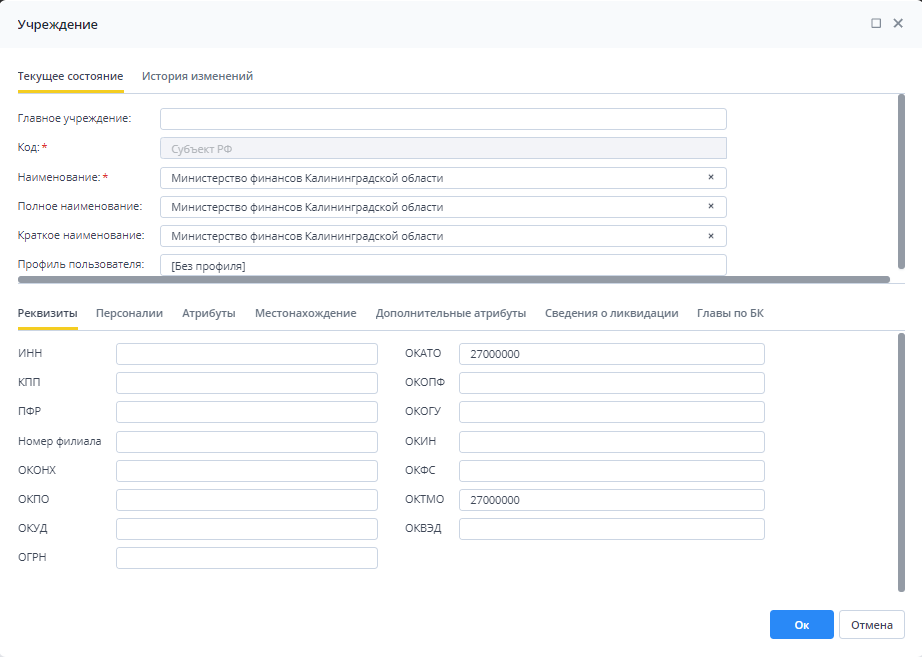 Учреждение
Текущее состояние История изменений
Главное учреждение:
Код: * Субъект РФ
Наименование: * Министерство финансов Калининградской области ×
Полное наименование: Министерство финансов Калининградской области ×
Краткое наименование: Министерство финансов Калининградской области ×
Профиль пользователя: [Без профиля]
Реквизиты Персоналии Атрибуты Местонахождение Дополнительные атрибуты Сведения о ликвидации Главы по БК
ИНН ОКАТО 27000000
КПП ОКОПФ
ПФР ОКОГУ
Номер филиала ОКИН
ОКОНХ ОКФС
ОКПО ОКТМО 27000000
ОКУД ОКВЭД
ОГРН
Ок Отмена